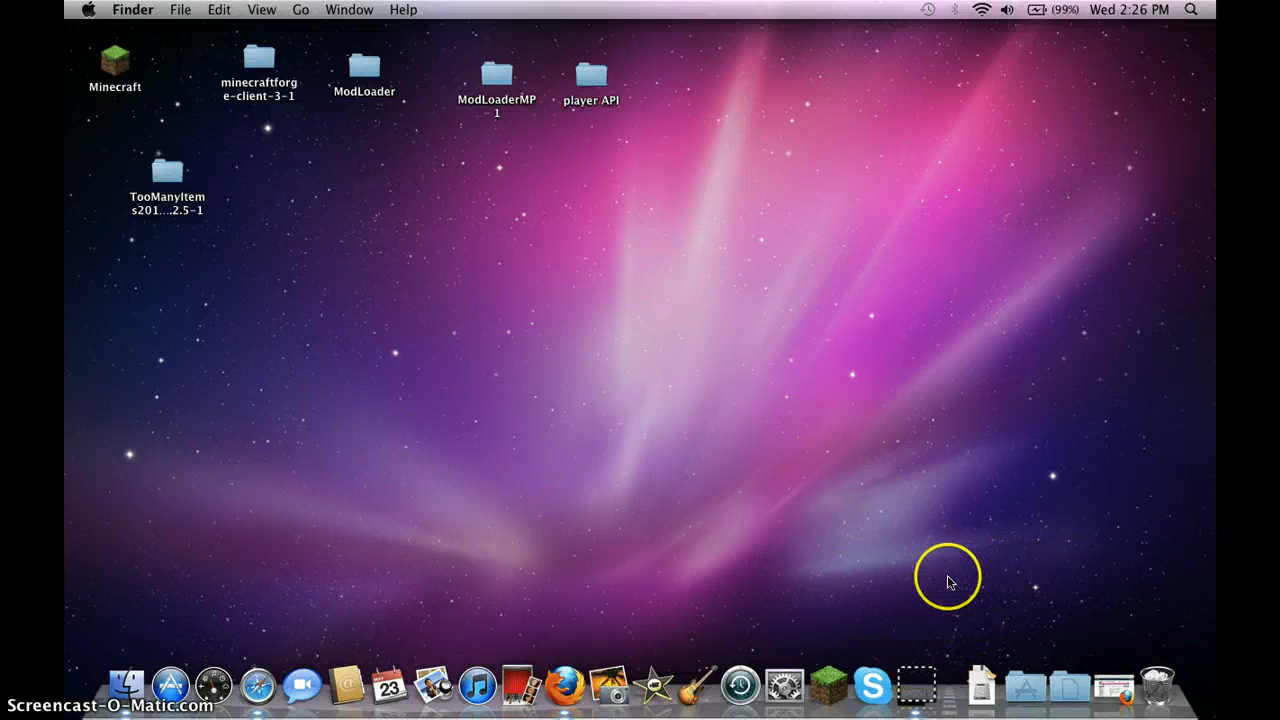 Finder File Edit View Go Window Help (99%) Wed 2:26 PM
Minecraft
minecraftforg
e-client-3-1
ModLoader
ModLoaderMP
1
player API
TooManyItem
s201....2.5-1
23
Screencast-O-Matic.com